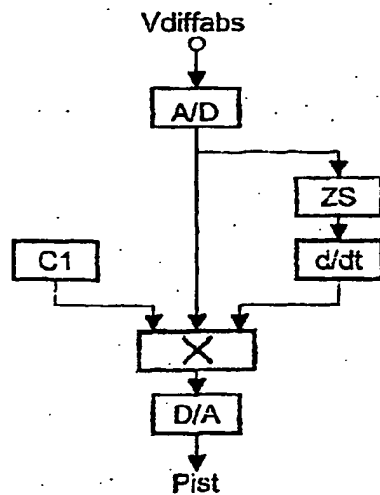 Vdiffabs
A/D
ZS
C1
d/dt
X
D/A
Pist